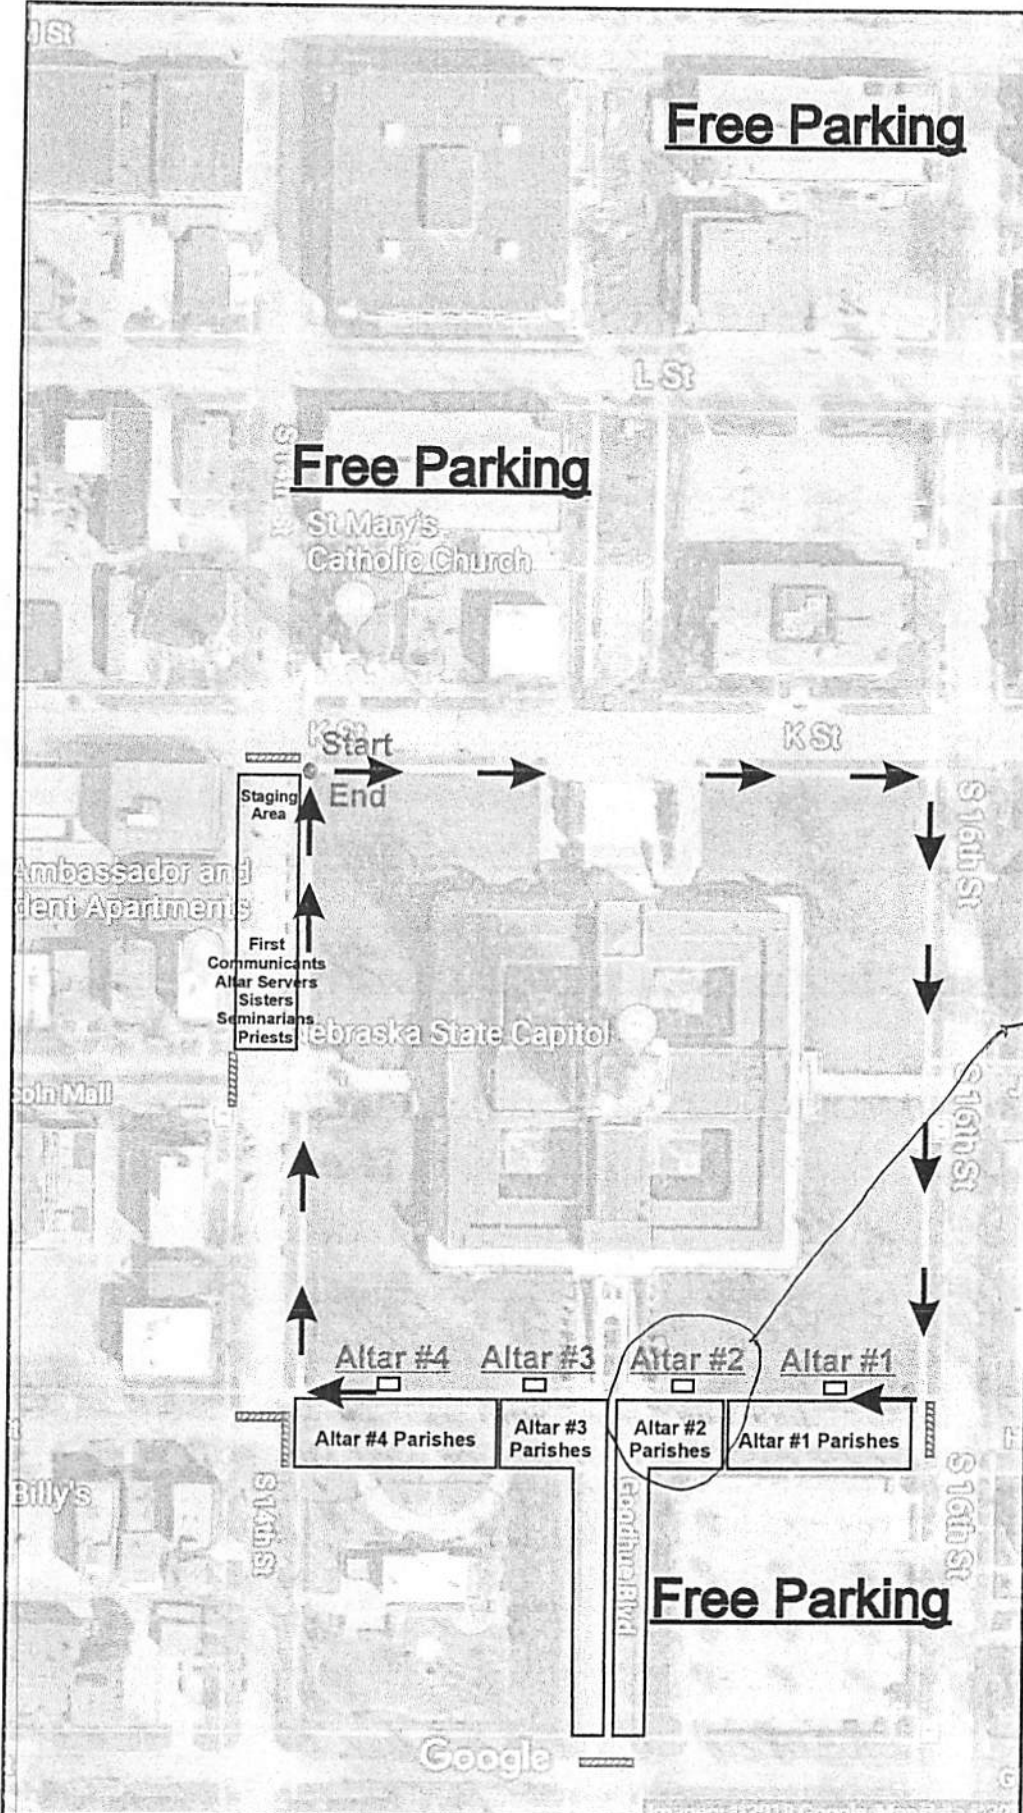 Free Parking
L St
Free Parking
St Mary's
Catholic Church
K St
Start
End
K St
Staging
Area
S 16th St
Ambassador and
dent Apartments
First
Communicants
Altar Servers
Sisters
Seminarians
Priests
ebraska State Capitol
coln Mall
S 16th St
Altar #4
Altar #3
Altar #2
Altar #1
Altar #4 Parishes
Altar #3
Parishes
Altar #2
Parishes
Altar #1 Parishes
Billy's
S 14th St
Goodhue Blvd
S 16th St
Free Parking
Google